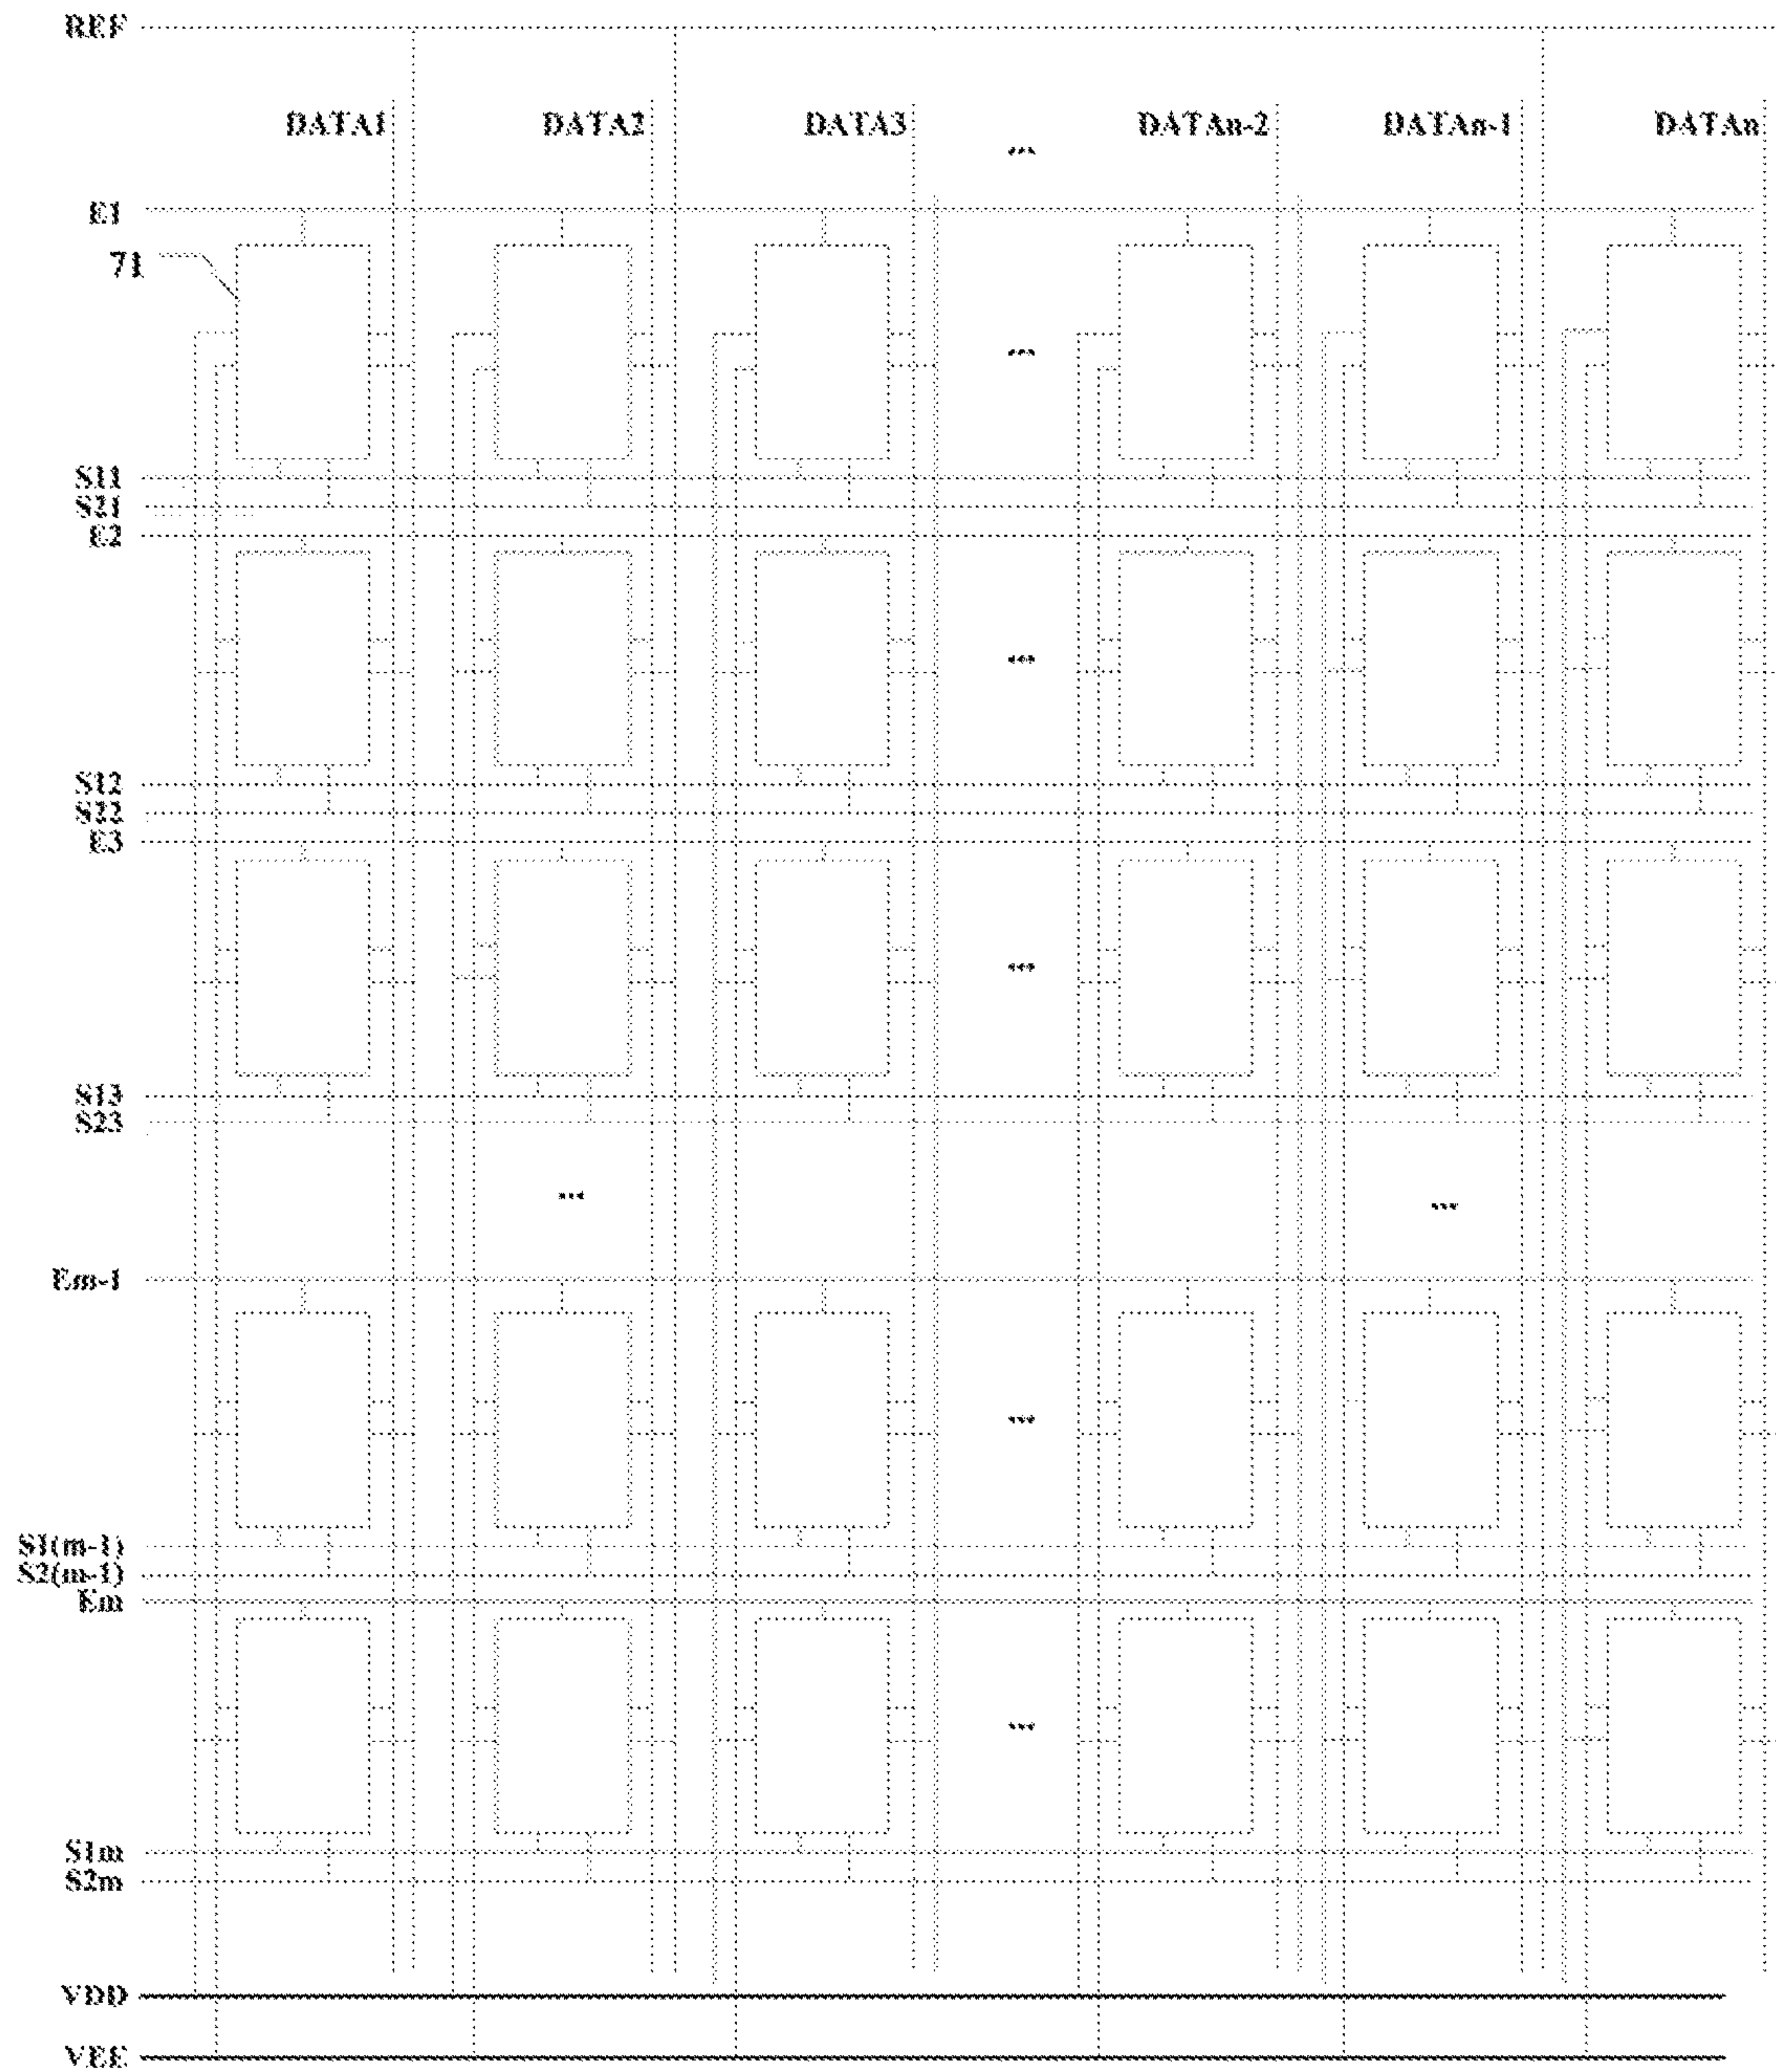 REF
DATA1 DATA2 DATA3 ... DATAn-2 DATAn-1 DATAn
E1
71
...
S11
S21
E2
...
S12
S22
E3
...
S13
S23
... ...
Em-1
...
S1(m-1)
S2(m-1)
Em
...
S1m
S2m
VDD
VEE